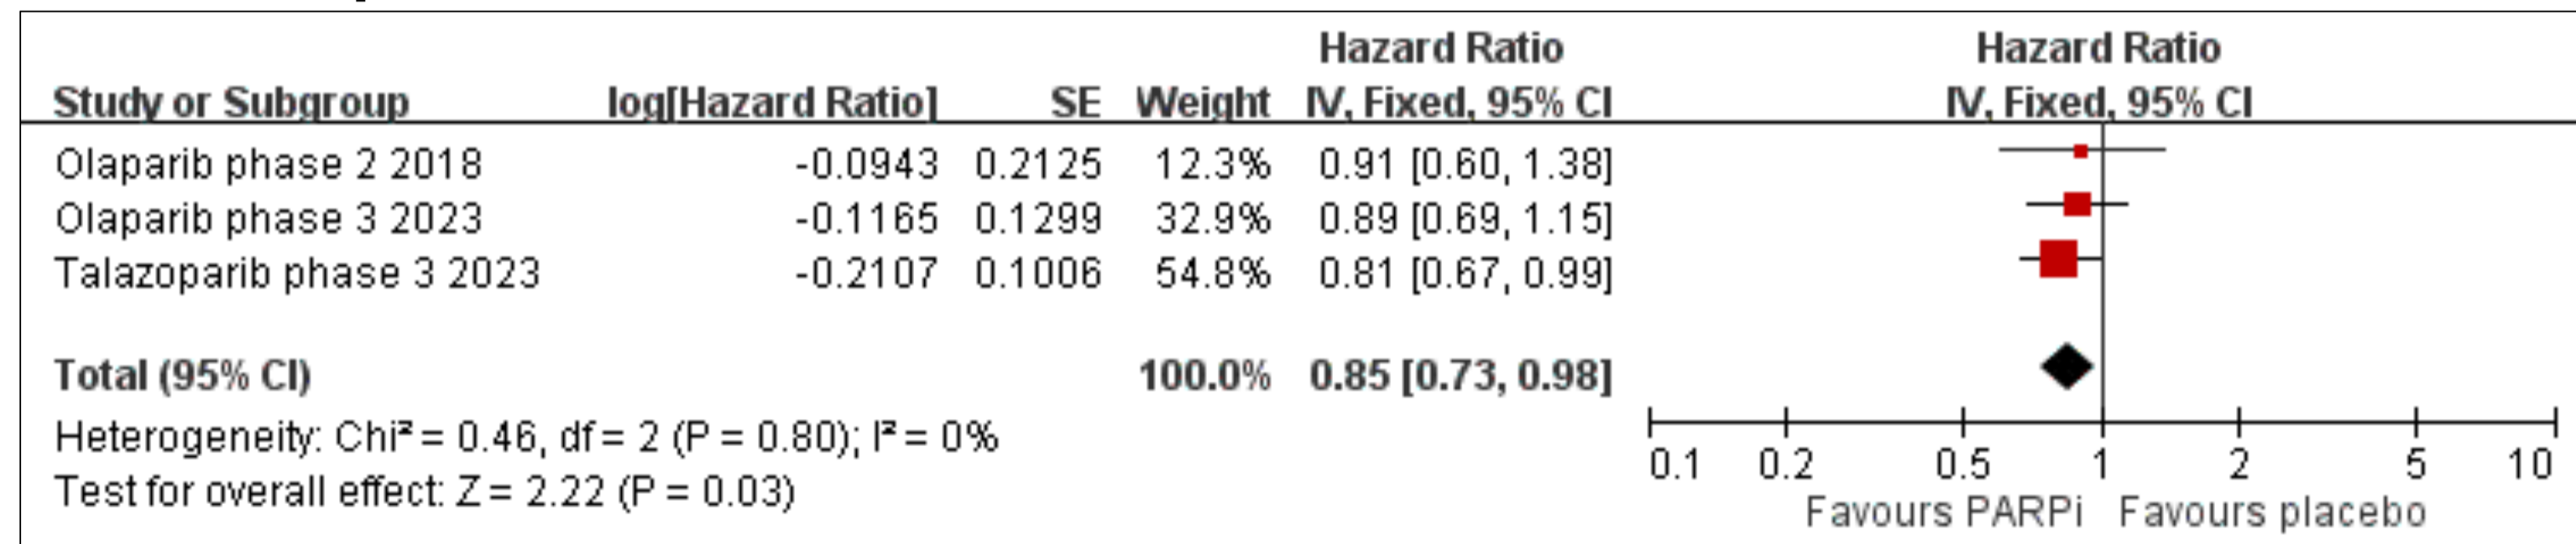 Hazard Ratio Hazard Ratio
Study or Subgroup log[Hazard Ratio] SE Weight IV, Fixed, 95% CI IV, Fixed, 95% CI
Olaparib phase 2 2018 -0.0943 0.2125 12.3% 0.91 [0.60, 1.38]
Olaparib phase 3 2023 -0.1165 0.1299 32.9% 0.89 [0.69, 1.15]
Talazoparib phase 3 2023 -0.2107 0.1006 54.8% 0.81 [0.67, 0.99]
Total (95% CI) 100.0% 0.85 [0.73, 0.98]
Heterogeneity: Chi² = 0.46, df = 2 (P = 0.80); I² = 0%
Test for overall effect: Z = 2.22 (P = 0.03)
0.1 0.2 0.5 1 2 5 10
Favours PARPi Favours placebo